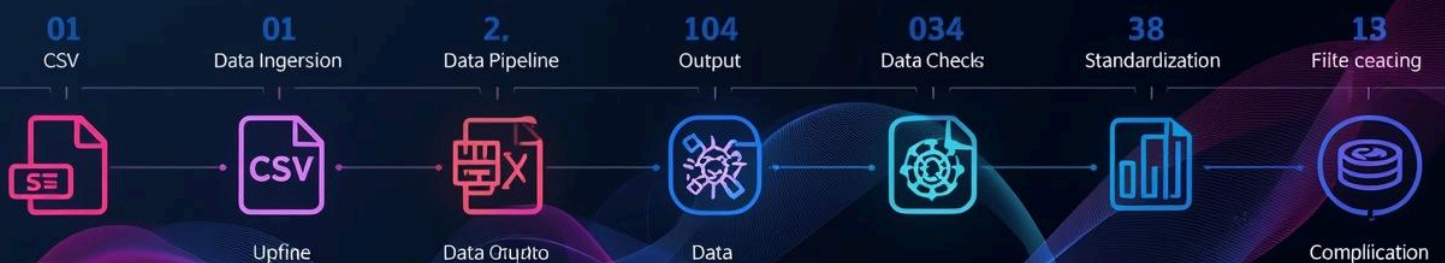 01 01 2, 104 034 38 13
CSV Data Ingersion Data Pipeline Output Data Checks Standardization Filte ceacing
CSV
Upfine Data Data Compliication